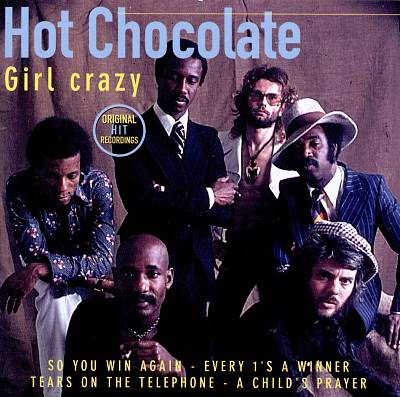 Hot Chocolate
Girl crazy
ORIGINAL
HIT
RECORDINGS
SO YOU WIN AGAIN - EVERY 1'S A WINNER
TEARS ON THE TELEPHONE - A CHILD'S PRAYER